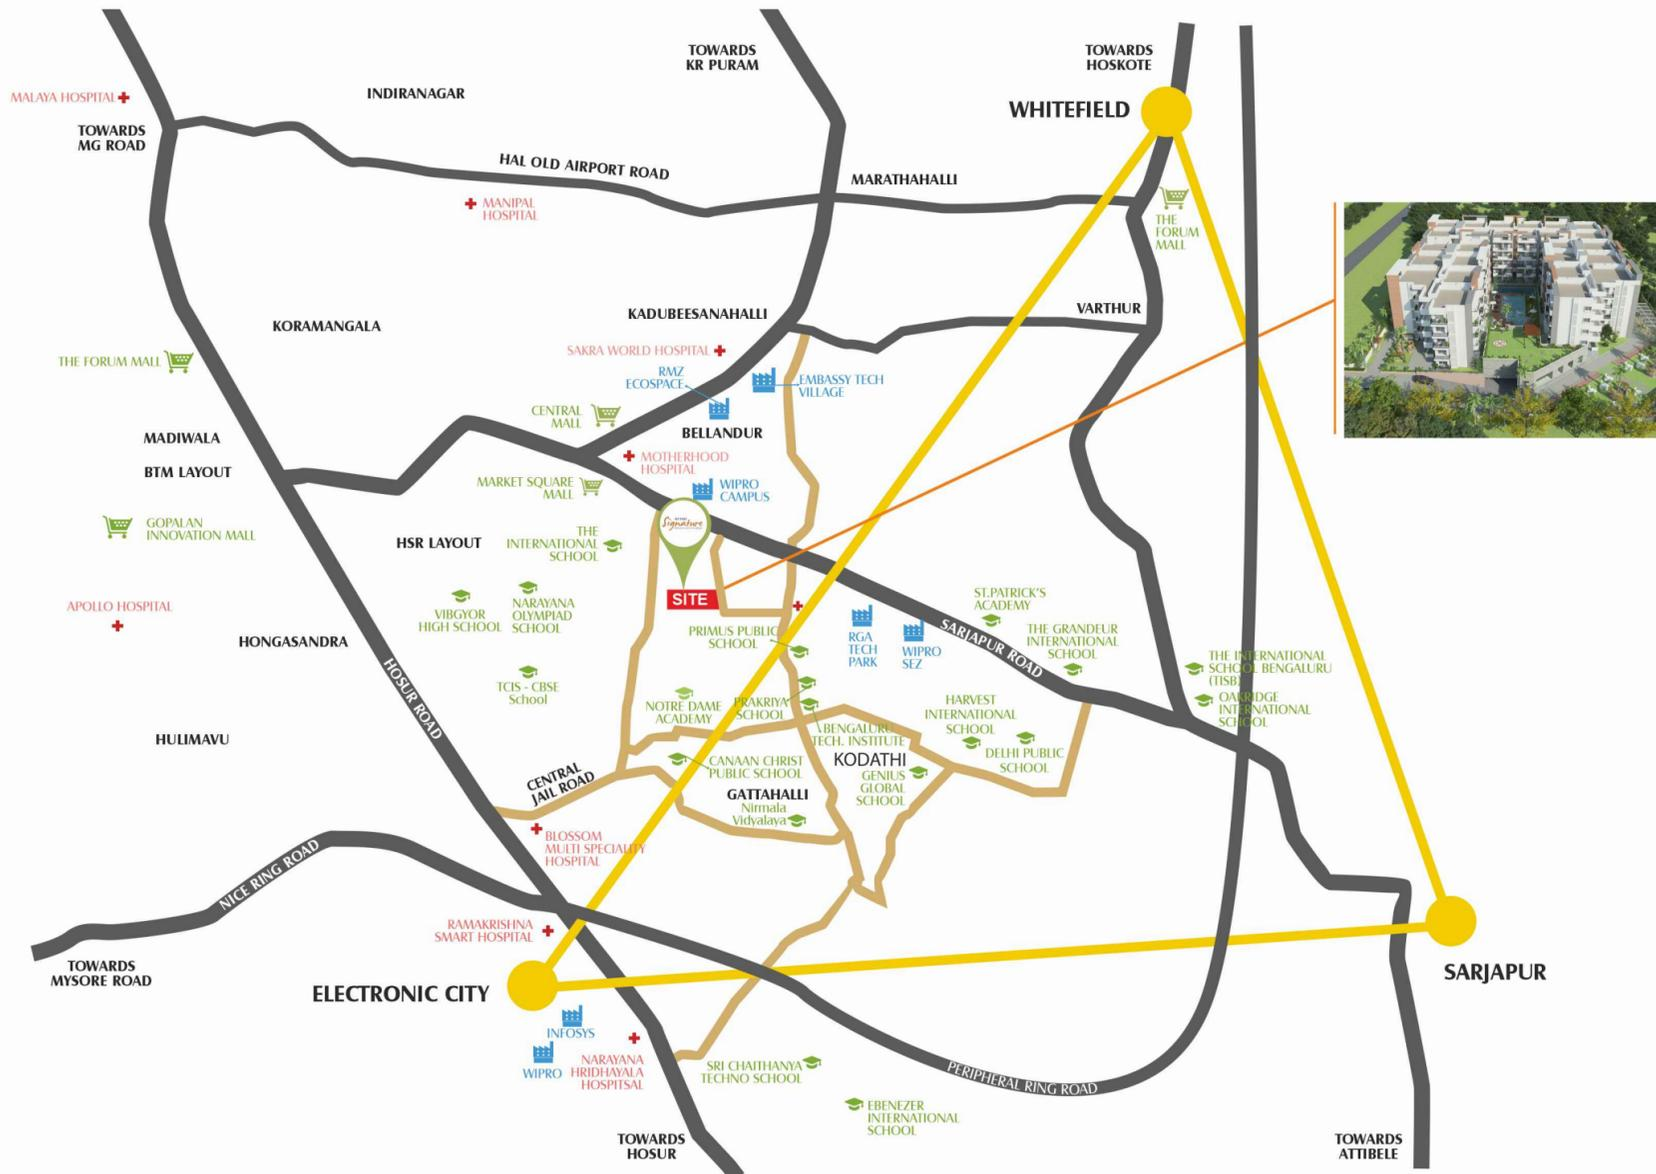 TOWARDS
KR PURAM
TOWARDS
HOSKOTE
MALAYA HOSPITAL
INDIRANAGAR
WHITEFIELD
TOWARDS
MG ROAD
HAL OLD AIRPORT ROAD
MARATHAHALLI
MANIPAL
HOSPITAL
THE
FORUM
MALL
KADUBEESANAHALLI
VARTHUR
KORAMANGALA
SAKRA WORLD HOSPITAL
THE FORUM MALL
RMZ
ECOSPACE
EMBASSY TECH
VILLAGE
CENTRAL
MALL
BELLANDUR
MADIWALA
BTM LAYOUT
MOTHERHOOD
HOSPITAL
MARKET SQUARE
MALL
WIPRO
CAMPUS
GOPALAN
INNOVATION MALL
Signature
HSR LAYOUT
THE
INTERNATIONAL
SCHOOL
SITE
APOLLO HOSPITAL
VIBGYOR
HIGH SCHOOL
NARAYANA
OLYMPIAD
SCHOOL
ST.PATRICK'S
ACADEMY
PRIMUS PUBLIC
SCHOOL
RGA
TECH
PARK
WIPRO
SEZ
SARJAPUR ROAD
THE GRANDEUR
INTERNATIONAL
SCHOOL
HONGASANDRA
HOSUR ROAD
THE INTERNATIONAL
SCHOOL BENGALURU
(TISB)
TCIS - CBSE
School
NOTRE DAME
ACADEMY
PRAKRIYA
SCHOOL
HARVEST
INTERNATIONAL
SCHOOL
OAKRIDGE
INTERNATIONAL
SCHOOL
BENGALURU
TECH. INSTITUTE
HULIMAVU
KODATHI
DELHI PUBLIC
SCHOOL
CANAAN CHRIST
PUBLIC SCHOOL
GENIUS
GLOBAL
SCHOOL
CENTRAL
JAIL ROAD
GATTAHALLI
Nirmala
Vidyalaya
BLOSSOM
MULTI SPECIALITY
HOSPITAL
NICE RING ROAD
RAMAKRISHNA
SMART HOSPITAL
TOWARDS
MYSORE ROAD
ELECTRONIC CITY
SARJAPUR
INFOSYS
WIPRO
NARAYANA
HRIDHAYALA
HOSPITSAL
SRI CHAITHANYA
TECHNO SCHOOL
PERIPHERAL RING ROAD
EBENEZER
INTERNATIONAL
SCHOOL
TOWARDS
HOSUR
TOWARDS
ATTIBELE